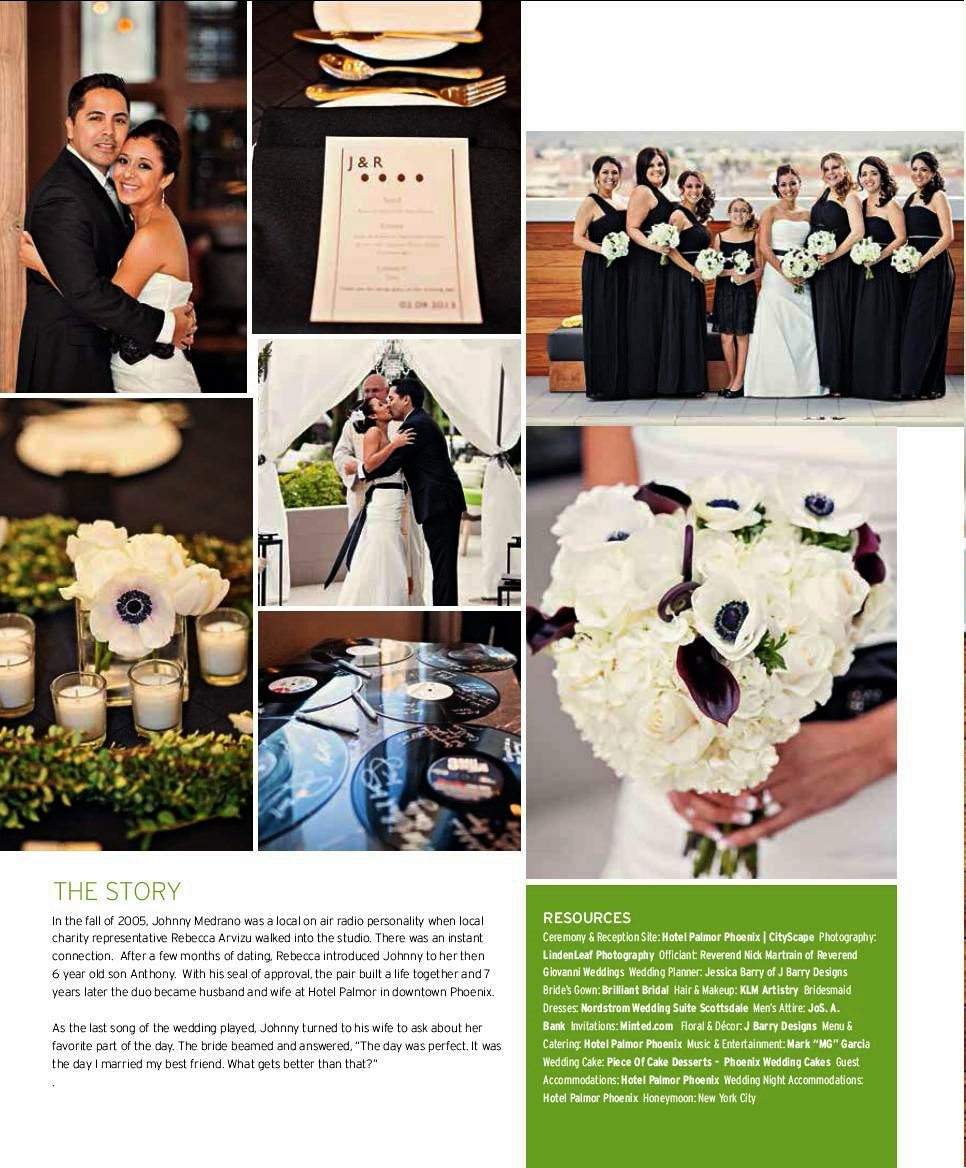 J & R
02.09.2013
THE STORY
In the fall of 2005, Johnny Medrano was a local on air radio personality when local
charity representative Rebecca Arvizu walked into the studio. There was an instant
connection. After a few months of dating, Rebecca introduced Johnny to her then
6 year old son Anthony. With his seal of approval, the pair built a life together and 7
years later the duo became husband and wife at Hotel Palmor in downtown Phoenix.
As the last song of the wedding played, Johnny turned to his wife to ask about her
favorite part of the day. The bride beamed and answered, "The day was perfect. It was
the day I married my best friend. What gets better than that?"
.
RESOURCES
Ceremony & Reception Site: Hotel Palmor Phoenix | CityScape Photography:
LindenLeaf Photography Officiant: Reverend Nick Martrain of Reverend
Giovanni Weddings Wedding Planner: Jessica Barry of J Barry Designs
Bride's Gown: Brilliant Bridal Hair & Makeup: KLM Artistry Bridesmaid
Dresses: Nordstrom Wedding Suite Scottsdale Men's Attire: JoS. A.
Bank Invitations: Minted.com Floral & Décor: J Barry Designs Menu &
Catering: Hotel Palmor Phoenix Music & Entertainment: Mark "MG" Garcia
Wedding Cake: Piece Of Cake Desserts - Phoenix Wedding Cakes Guest
Accommodations: Hotel Palmor Phoenix Wedding Night Accommodations:
Hotel Palmor Phoenix Honeymoon: New York City